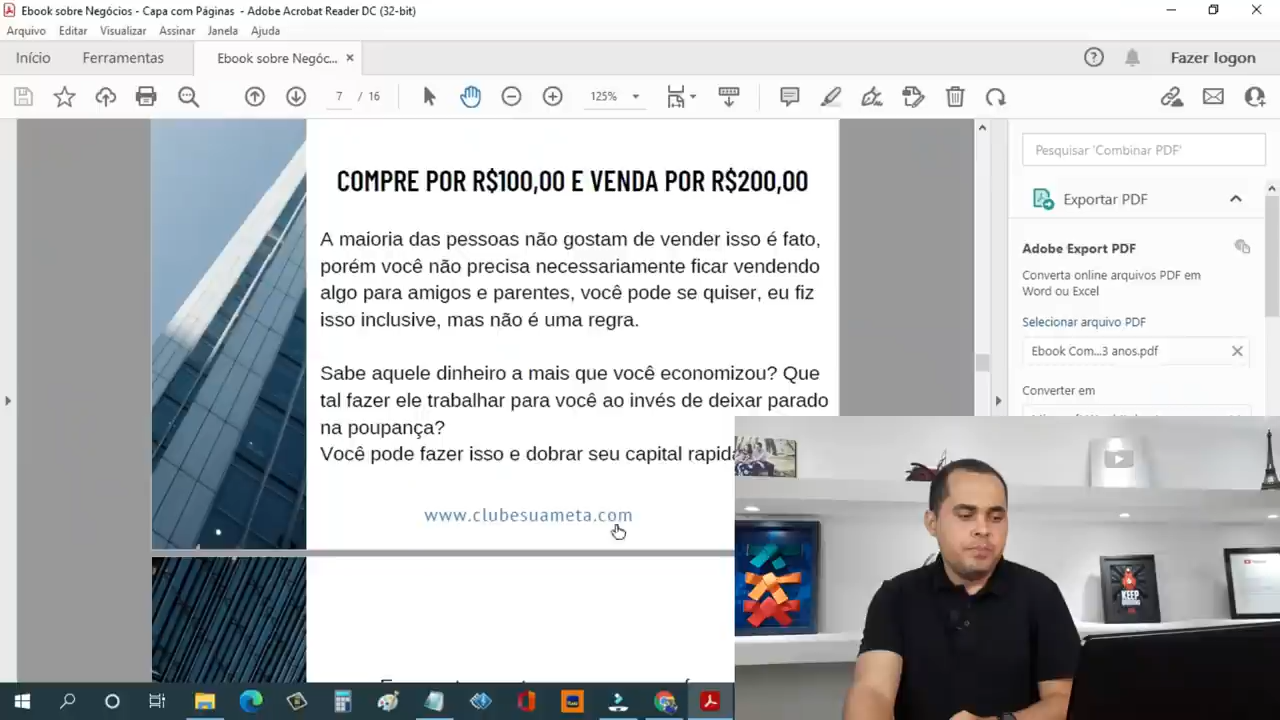 Ebook sobre Negócios - Capa com Páginas - Adobe Acrobat Reader DC (32-bit)
Arquivo Editar Visualizar Assinar Janela Ajuda
Início Ferramentas Ebook sobre Negóc... × Fazer logon
7 / 16 125%
Pesquisar 'Combinar PDF'
Exportar PDF
Adobe Export PDF
Converta online arquivos PDF em
Word ou Excel
Selecionar arquivo PDF
Ebook Com...3 anos.pdf
Converter em
COMPRE POR R$100,00 E VENDA POR R$200,00
A maioria das pessoas não gostam de vender isso é fato,
porém você não precisa necessariamente ficar vendendo
algo para amigos e parentes, você pode se quiser, eu fiz
isso inclusive, mas não é uma regra.
Sabe aquele dinheiro a mais que você economizou? Que
tal fazer ele trabalhar para você ao invés de deixar parado
na poupança?
Você pode fazer isso e dobrar seu capital rapid
www.clubesuameta.com
KEEP